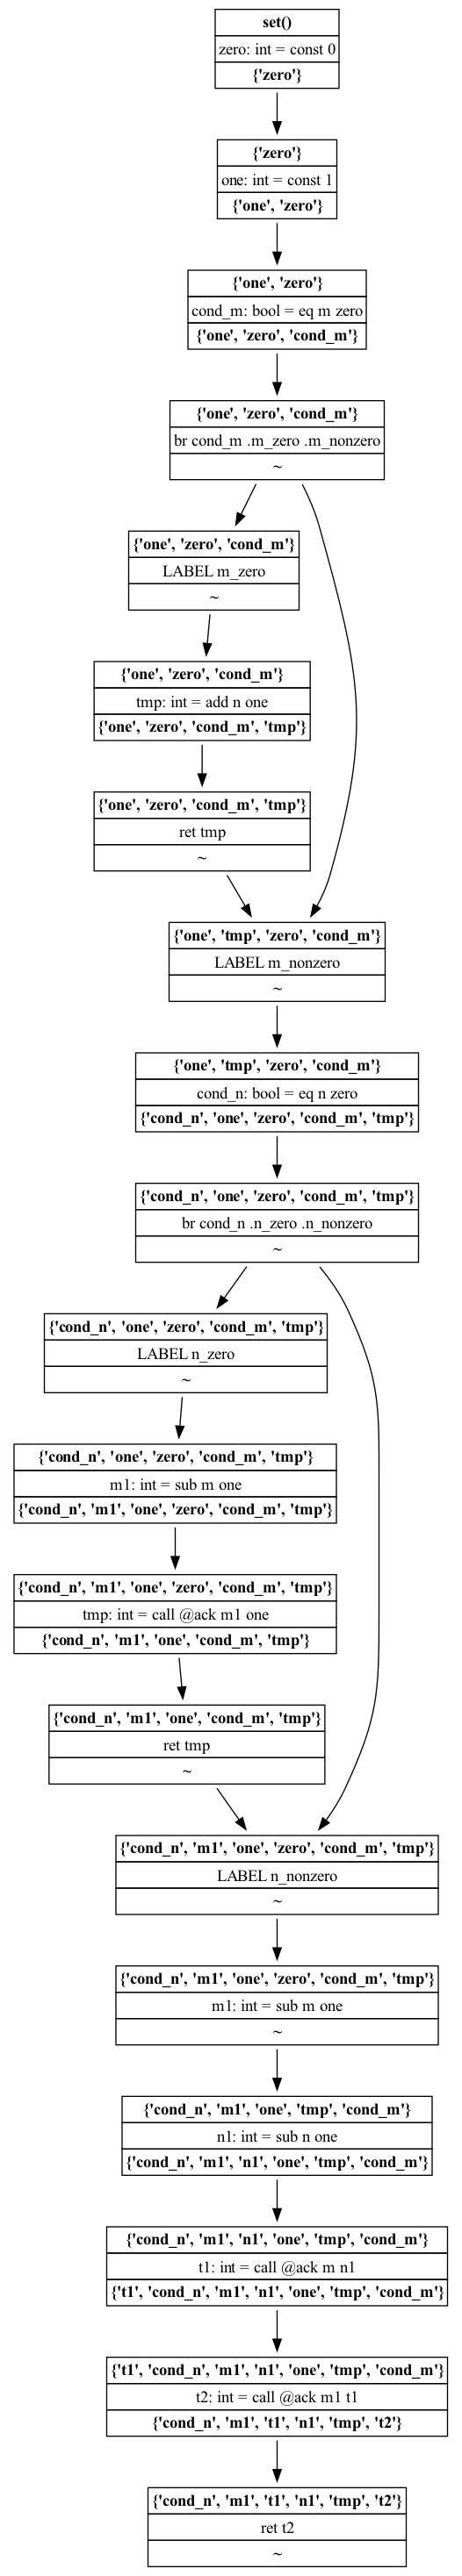 set()
zero: int = const 0
{'zero'}
{'zero'}
one: int = const 1
{'one', 'zero'}
{'one', 'zero'}
cond_m: bool = eq m zero
{'one', 'zero', 'cond_m'}
{'one', 'zero', 'cond_m'}
br cond_m .m_zero .m_nonzero
~
{'one', 'zero', 'cond_m'}
LABEL m_zero
~
{'one', 'zero', 'cond_m'}
tmp: int = add n one
{'one', 'zero', 'cond_m', 'tmp'}
{'one', 'zero', 'cond_m', 'tmp'}
ret tmp
~
{'one', 'tmp', 'zero', 'cond_m'}
LABEL m_nonzero
~
{'one', 'tmp', 'zero', 'cond_m'}
cond_n: bool = eq n zero
{'cond_n', 'one', 'zero', 'cond_m', 'tmp'}
{'cond_n', 'one', 'zero', 'cond_m', 'tmp'}
br cond_n .n_zero .n_nonzero
~
{'cond_n', 'one', 'zero', 'cond_m', 'tmp'}
LABEL n_zero
~
{'cond_n', 'one', 'zero', 'cond_m', 'tmp'}
m1: int = sub m one
{'cond_n', 'm1', 'one', 'zero', 'cond_m', 'tmp'}
{'cond_n', 'm1', 'one', 'zero', 'cond_m', 'tmp'}
tmp: int = call @ack m1 one
{'cond_n', 'm1', 'one', 'cond_m', 'tmp'}
{'cond_n', 'm1', 'one', 'cond_m', 'tmp'}
ret tmp
~
{'cond_n', 'm1', 'one', 'zero', 'cond_m', 'tmp'}
LABEL n_nonzero
~
{'cond_n', 'm1', 'one', 'zero', 'cond_m', 'tmp'}
m1: int = sub m one
~
{'cond_n', 'm1', 'one', 'tmp', 'cond_m'}
n1: int = sub n one
{'cond_n', 'm1', 'n1', 'one', 'tmp', 'cond_m'}
{'cond_n', 'm1', 'n1', 'one', 'tmp', 'cond_m'}
t1: int = call @ack m n1
{'t1', 'cond_n', 'm1', 'n1', 'one', 'tmp', 'cond_m'}
{'t1', 'cond_n', 'm1', 'n1', 'one', 'tmp', 'cond_m'}
t2: int = call @ack m1 t1
{'cond_n', 'm1', 't1', 'n1', 'tmp', 't2'}
{'cond_n', 'm1', 't1', 'n1', 'tmp', 't2'}
ret t2
~